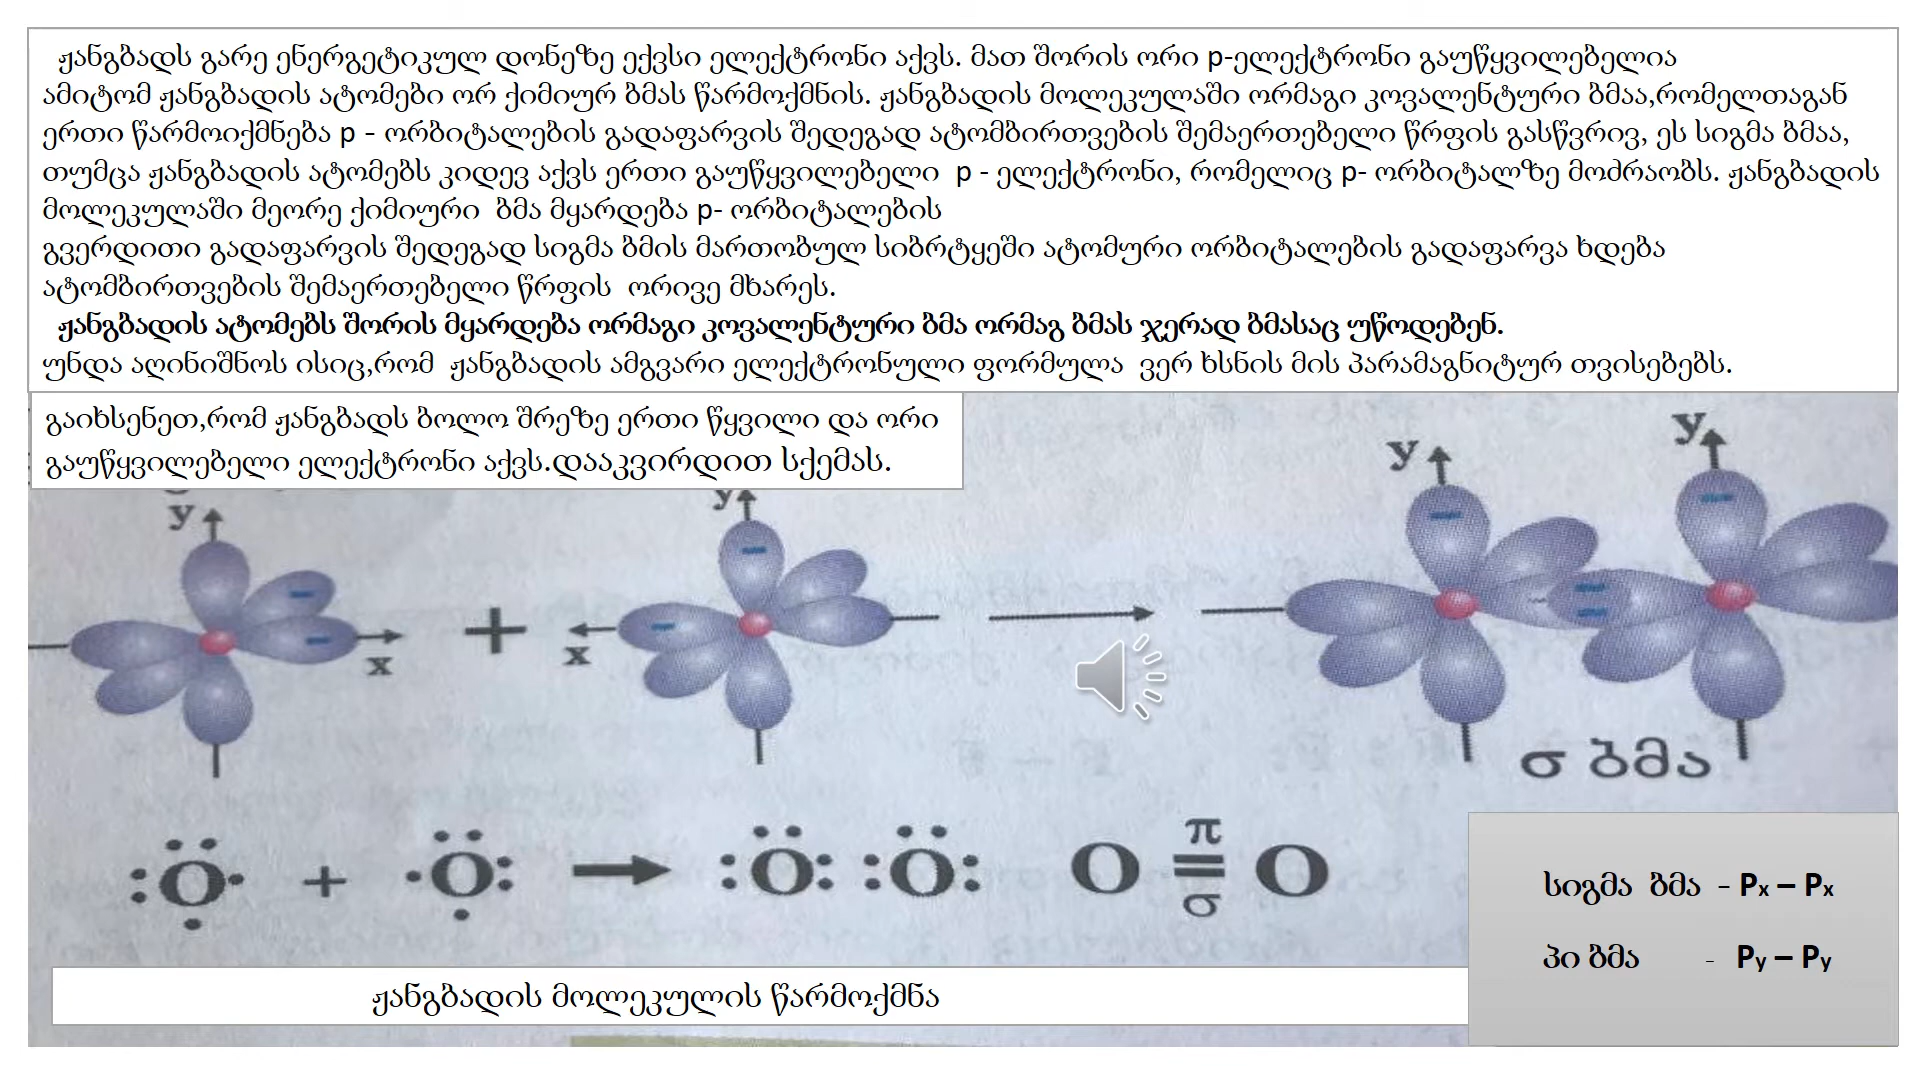 ჟანგბადს გარე ენერგეტიკულ დონეზე ექვსი ელექტრონი აქვს. მათ შორის ორი p-ელექტრონი გაუწყვილებელია
ამიტომ ჟანგბადის ატომები ორ ქიმიურ ბმას წარმოქმნის. ჟანგბადის მოლეკულაში ორმაგი კოვალენტური ბმაა,რომელთაგან
ერთი წარმოიქმნება p - ორბიტალების გადაფარვის შედეგად ატომბირთვების შემაერთებელი წრფის გასწვრივ, ეს სიგმა ბმაა,
თუმცა ჟანგბადის ატომებს კიდევ აქვს ერთი გაუწყვილებელი p - ელექტრონი, რომელიც p- ორბიტალზე მოძრაობს. ჟანგბადის
მოლეკულაში მეორე ქიმიური ბმა მყარდება p- ორბიტალების
გვერდითი გადაფარვის შედეგად სიგმა ბმის მართობულ სიბრტყეში ატომური ორბიტალების გადაფარვა ხდება
ატომბირთვების შემაერთებელი წრფის ორივე მხარეს.
ჟანგბადის ატომებს შორის მყარდება ორმაგი კოვალენტური ბმა ორმაგ ბმას ჯერად ბმასაც უწოდებენ.
უნდა აღინიშნოს ისიც,რომ ჟანგბადის ამგვარი ელექტრონული ფორმულა ვერ ხსნის მის პარამაგნიტურ თვისებებს.
გაიხსენეთ,რომ ჟანგბადს ბოლო შრეზე ერთი წყვილი და ორი
გაუწყვილებელი ელექტრონი აქვს.დააკვირდით სქემას.
y y y y
x + x
σ ბმა
:Ö· + ·Ö: → :Ö: :Ö: O = O
π
σ
სიგმა ბმა – Px – Px
პი ბმა - Py – Py
ჟანგბადის მოლეკულის წარმოქმნა